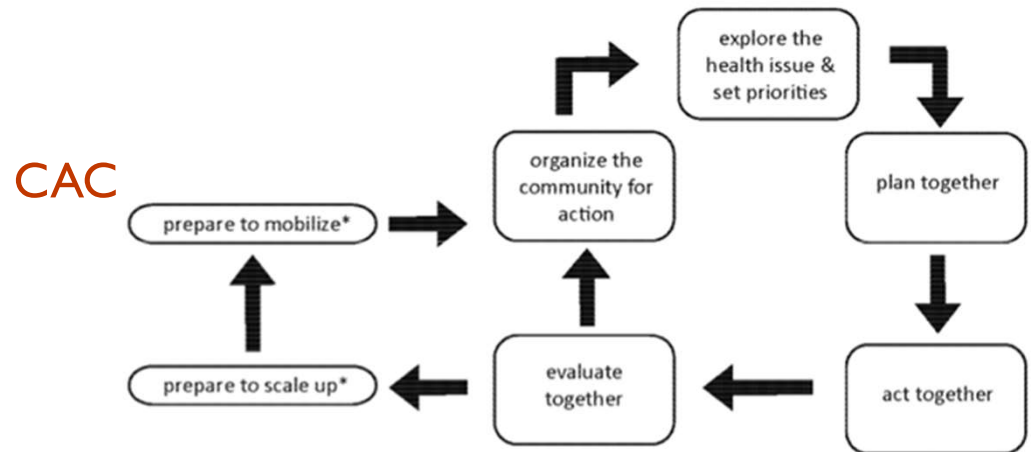 CAC
prepare to mobilize*
organize the
community for
action
explore the
health issue &
set priorities
plan together
act together
evaluate
together
prepare to scale up*